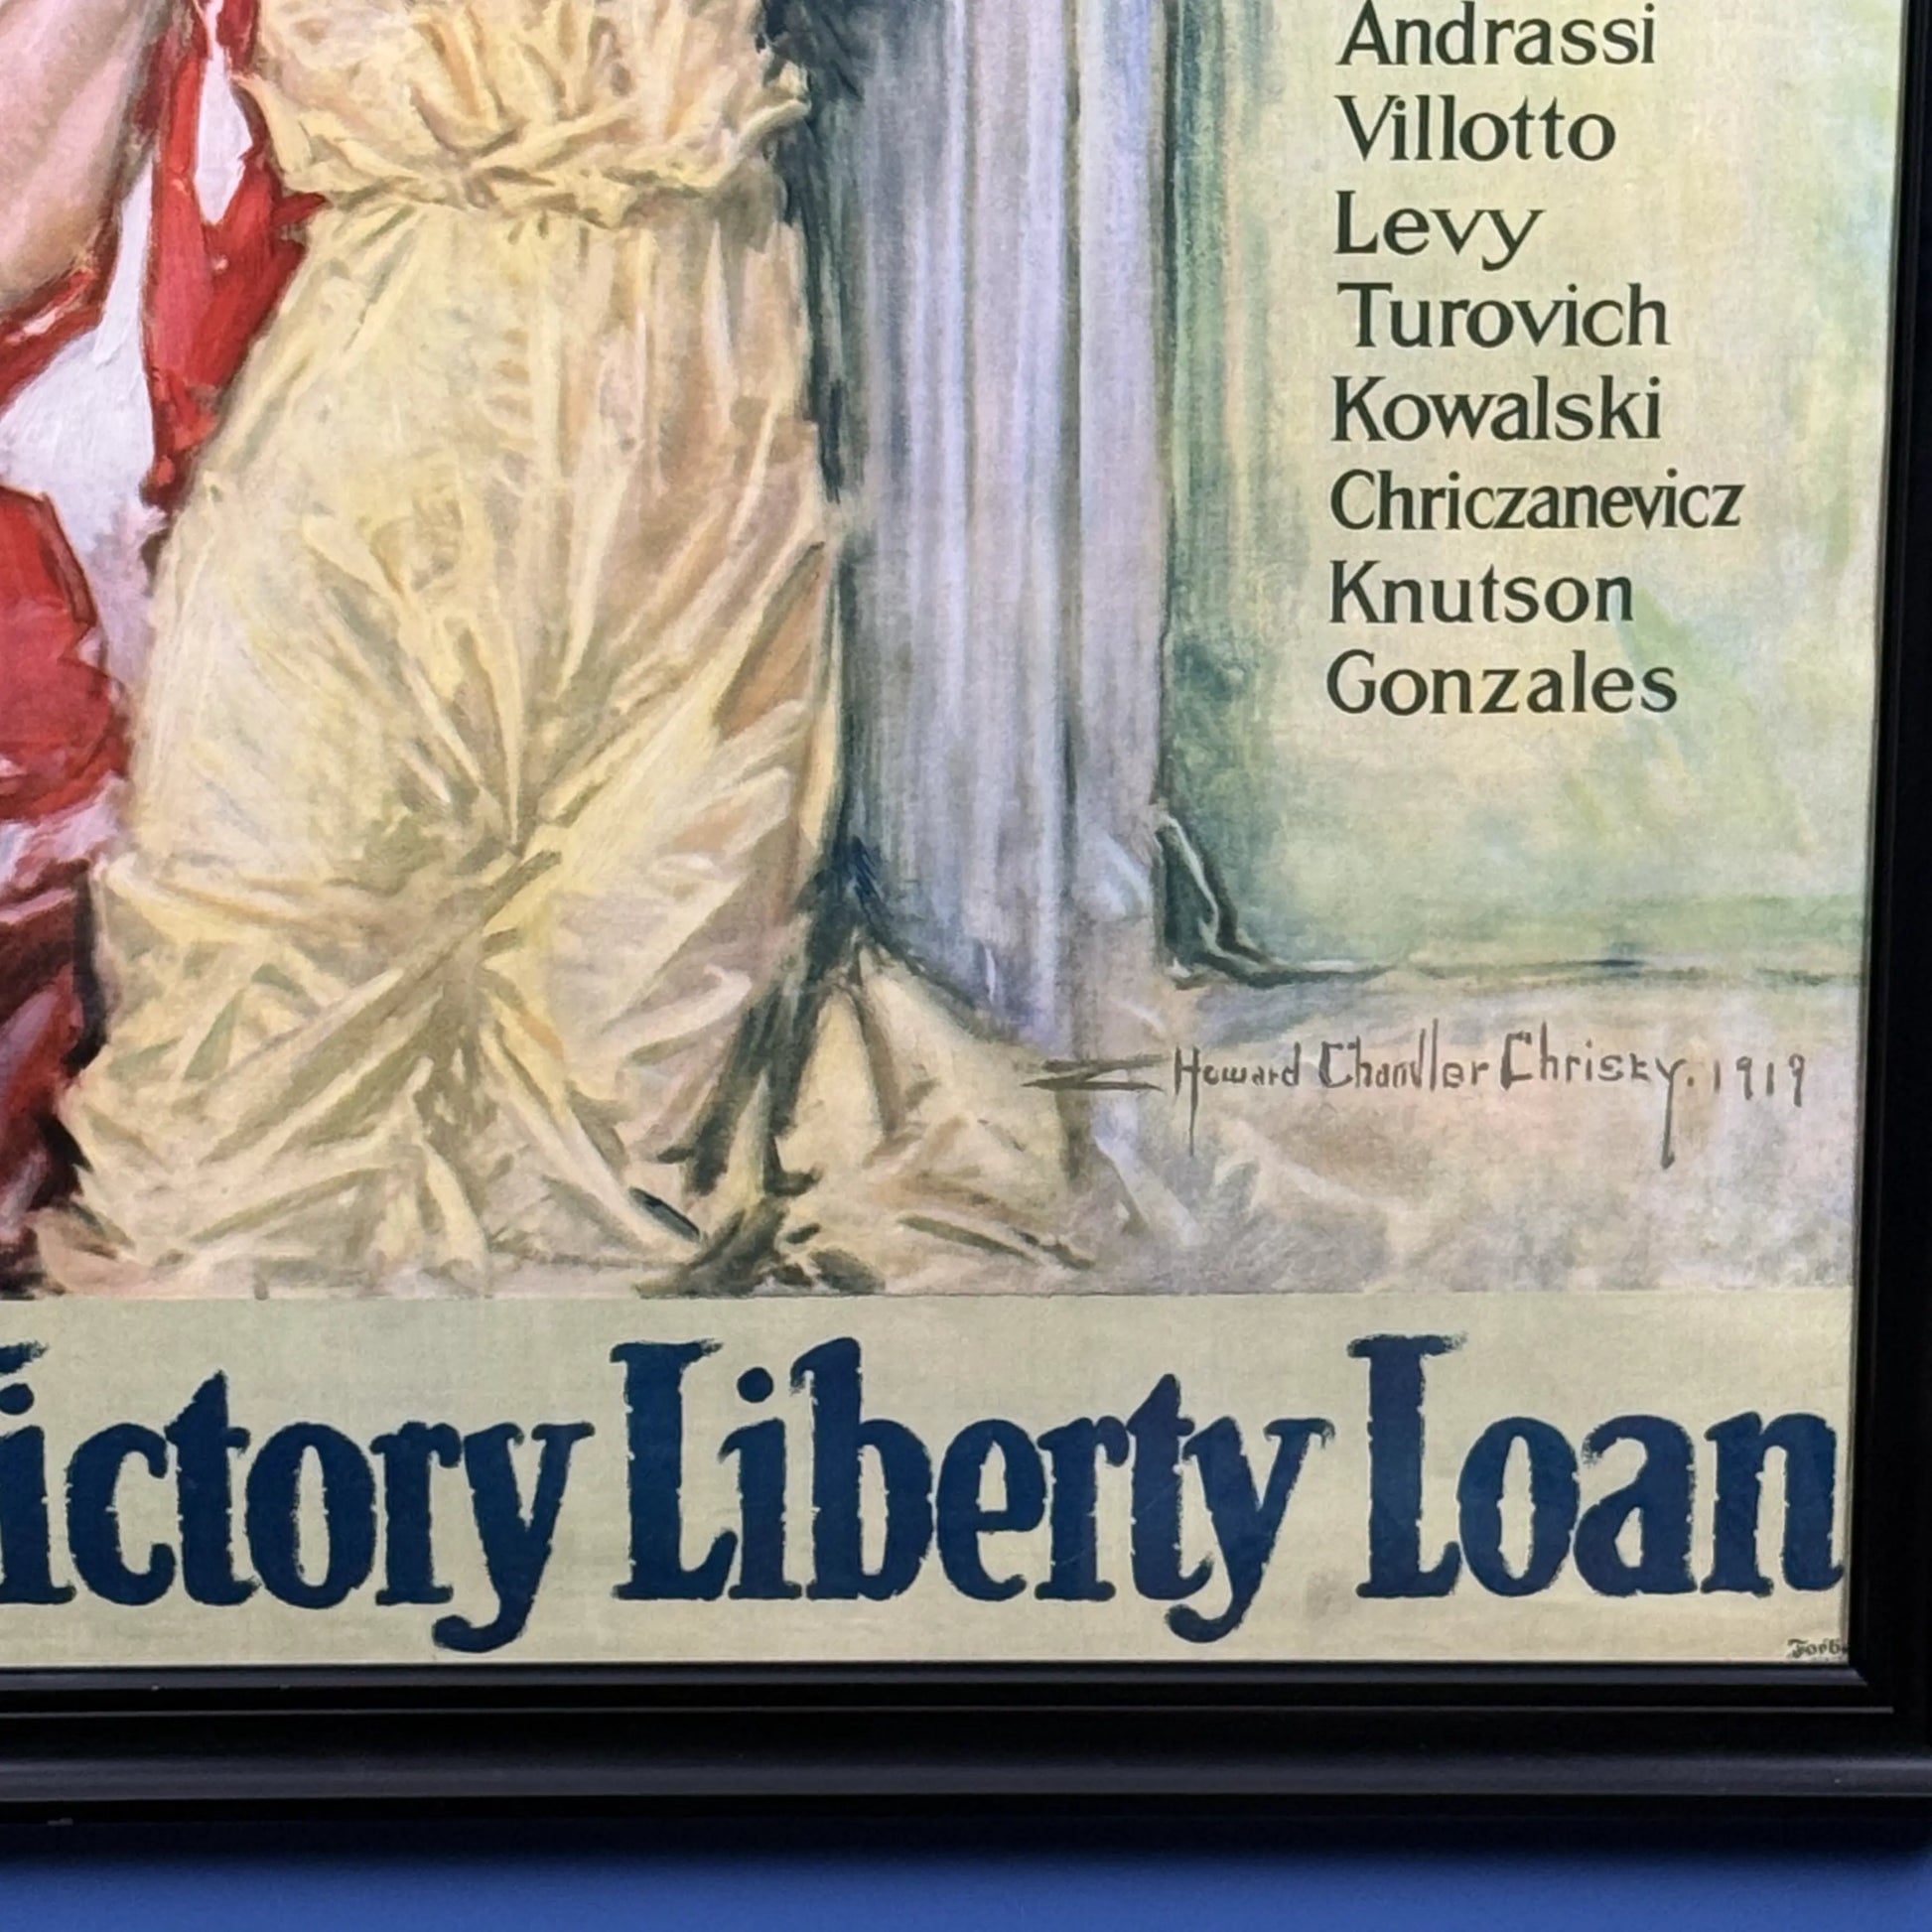 Andrassi
Villotto
Levy
Turovich
Kowalski
Chriczanevicz
Knutson
Gonzales
Howard Chandler Christy. 1919
ictory Liberty Loan